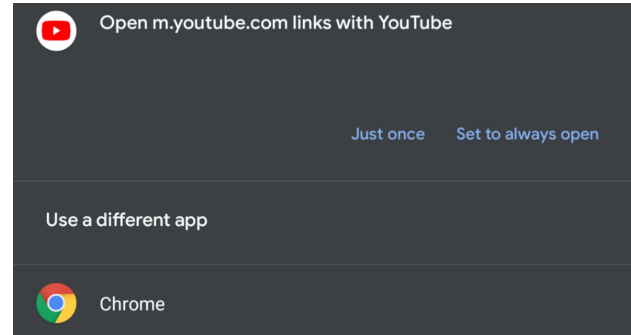 Open m.youtube.com links with YouTube
Just once Set to always open
Use a different app
Chrome